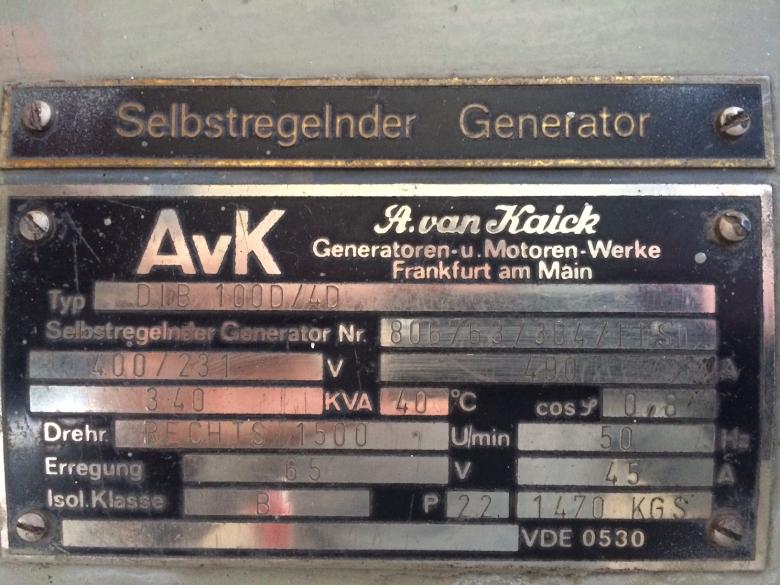 Selbstregelnder Generator
AvK A. van Kaick
Generatoren-u. Motoren-Werke
Frankfurt am Main
Typ DIB 100D/4D
Selbstregelnder Generator Nr.
400/231 V 490 A
340 KVA 40 °C cos φ 0,8
Drehr RECHTS 1500 U/min 50 Hz
Erregung 65 V 45 A
Isol.Klasse B P 22 1470 KGS
VDE 0530